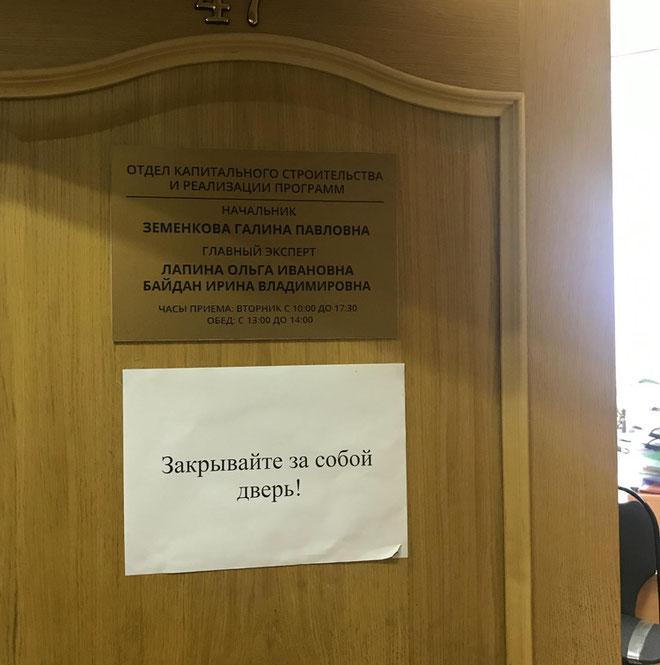 47
ОТДЕЛ КАПИТАЛЬНОГО СТРОИТЕЛЬСТВА
И РЕАЛИЗАЦИИ ПРОГРАММ
НАЧАЛЬНИК
ЗЕМЕНКОВА ГАЛИНА ПАВЛОВНА
ГЛАВНЫЙ ЭКСПЕРТ
ЛАПИНА ОЛЬГА ИВАНОВНА
БАЙДАН ИРИНА ВЛАДИМИРОВНА
ЧАСЫ ПРИЕМА: ВТОРНИК С 10:00 ДО 17:30
ОБЕД: С 13:00 ДО 14:00
Закрывайте за собой
дверь!